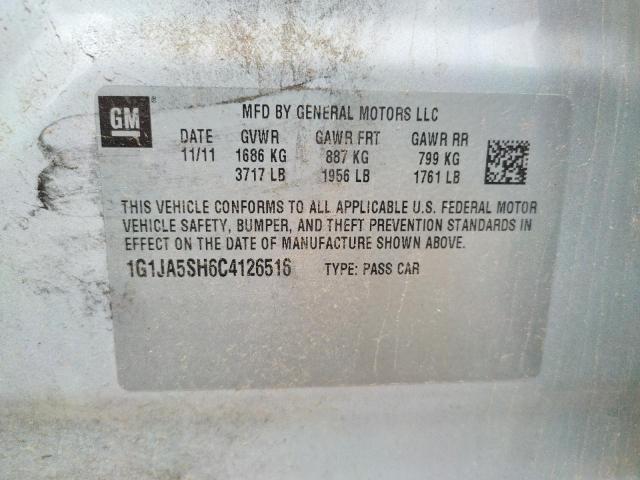 MFD BY GENERAL MOTORS LLC
GM ®
DATE GVWR GAWR FRT GAWR RR
11/11 1686 KG 887 KG 799 KG
3717 LB 1956 LB 1761 LB
THIS VEHICLE CONFORMS TO ALL APPLICABLE U.S. FEDERAL MOTOR
VEHICLE SAFETY, BUMPER, AND THEFT PREVENTION STANDARDS IN
EFFECT ON THE DATE OF MANUFACTURE SHOWN ABOVE.
1G1JA5SH6C4126516 TYPE: PASS CAR